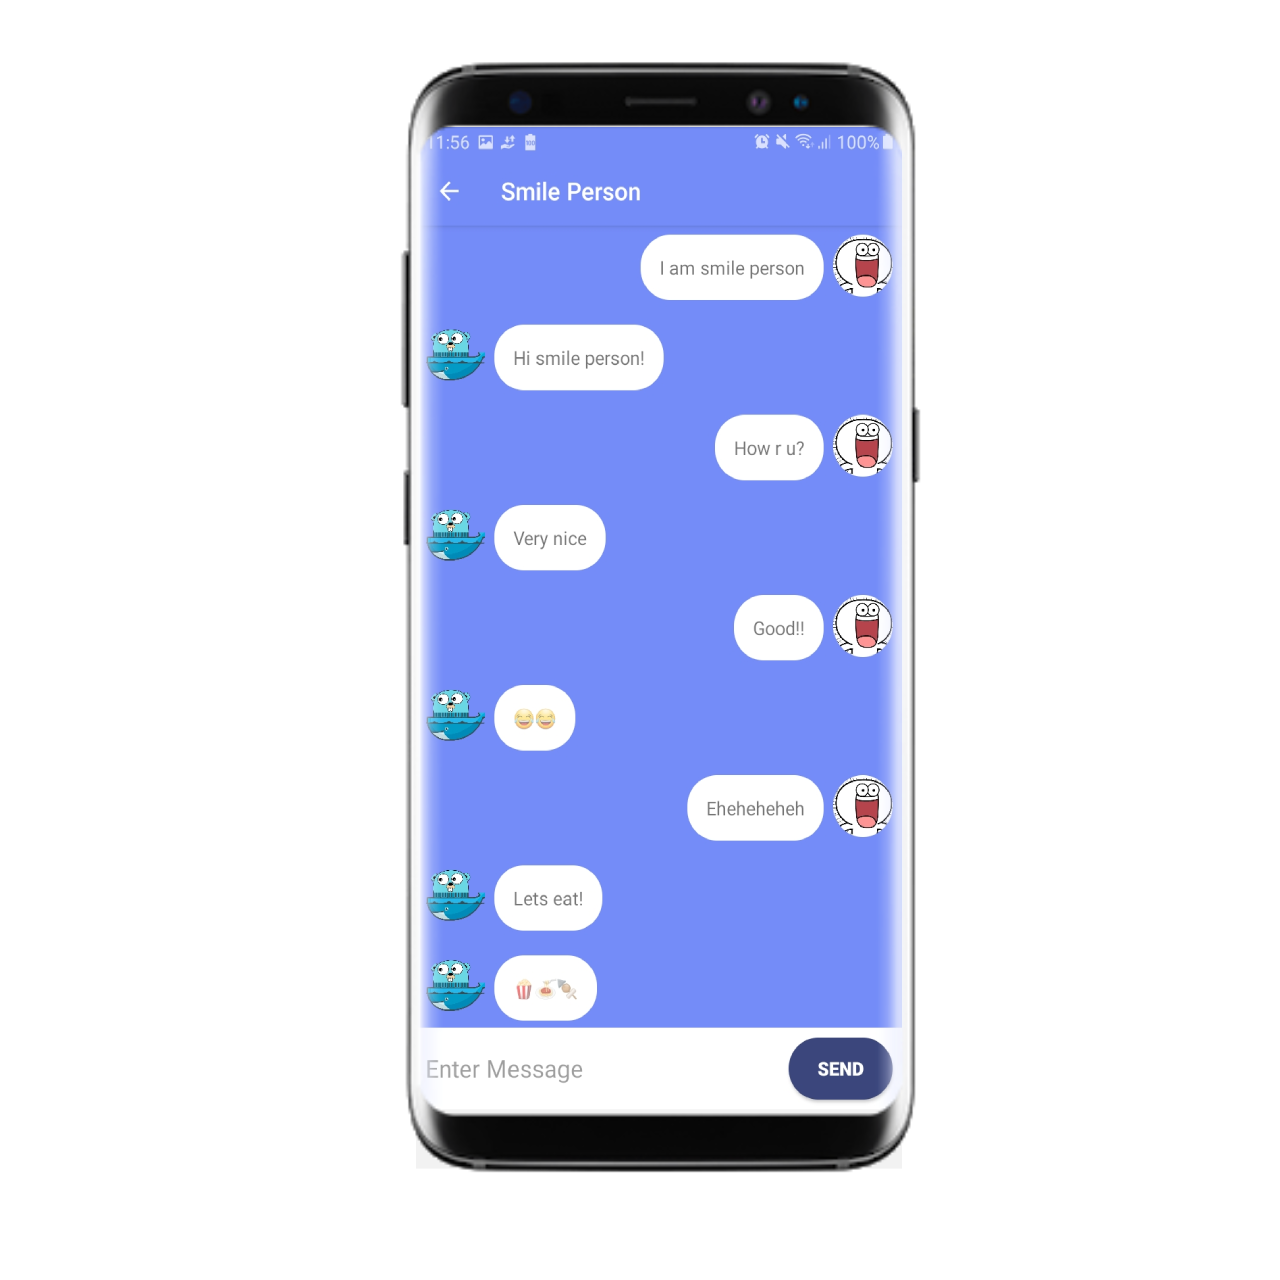 11:56 100%
Smile Person
I am smile person
Hi smile person!
How r u?
Very nice
Good!!
😆😆
Eheheheheh
Lets eat!
Enter Message SEND